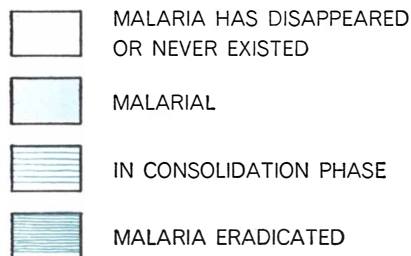 MALARIA HAS DISAPPEARED
OR NEVER EXISTED
MALARIAL
IN CONSOLIDATION PHASE
MALARIA ERADICATED